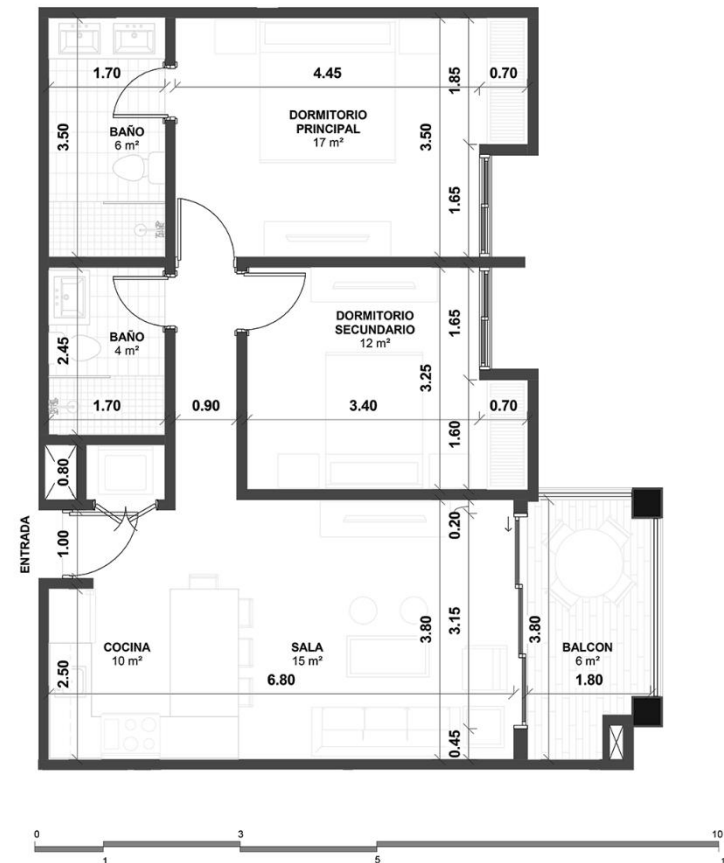 1.70
4.45
1.85
0.70
3.50
BAÑO
6 m²
DORMITORIO
PRINCIPAL
17 m²
3.50
1.65
2.45
BAÑO
4 m²
DORMITORIO
SECUNDARIO
12 m²
1.65
3.25
1.70
0.90
3.40
0.70
1.60
0.80
ENTRADA
1.00
0.20
3.80
3.15
3.80
COCINA
10 m²
SALA
15 m²
BALCON
6 m²
2.50
6.80
1.80
0.45
0
3
10
1
5